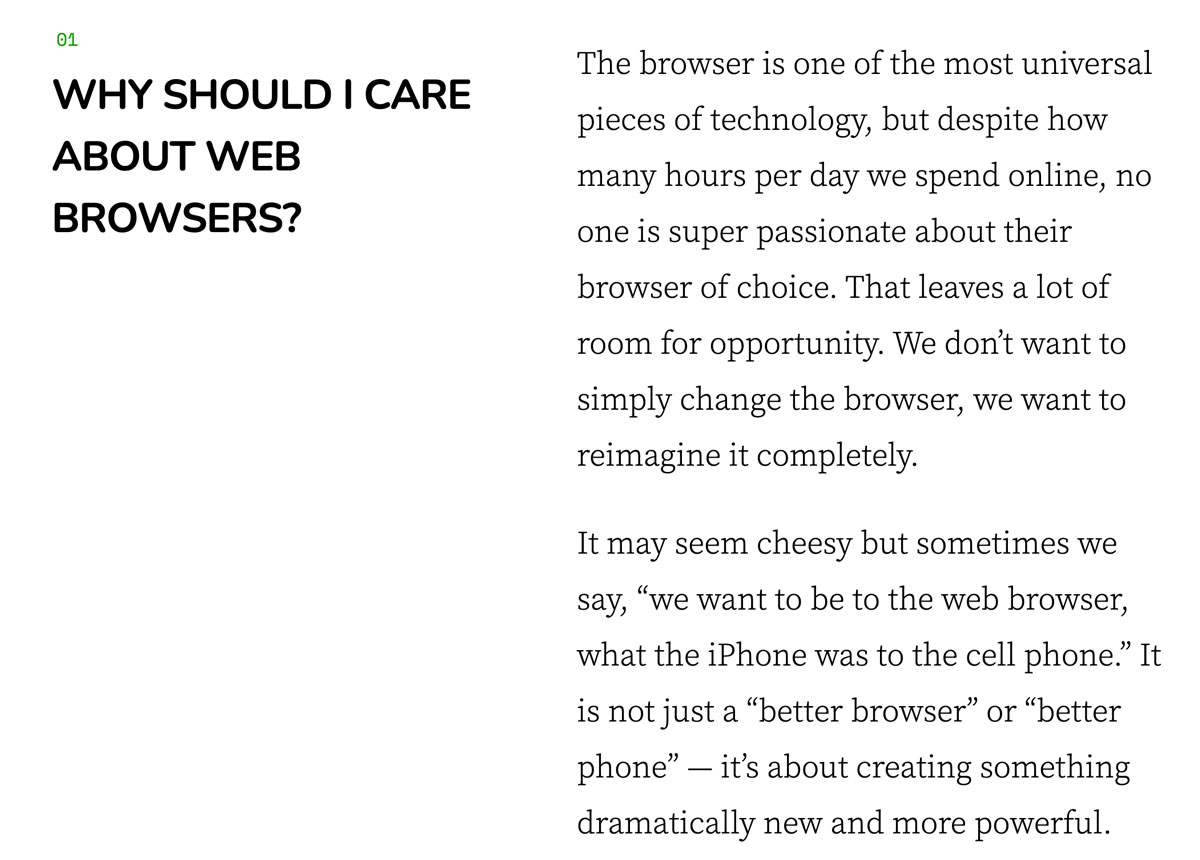 01
WHY SHOULD I CARE
ABOUT WEB
BROWSERS?
The browser is one of the most universal
pieces of technology, but despite how
many hours per day we spend online, no
one is super passionate about their
browser of choice. That leaves a lot of
room for opportunity. We don’t want to
simply change the browser, we want to
reimagine it completely.
It may seem cheesy but sometimes we
say, “we want to be to the web browser,
what the iPhone was to the cell phone.” It
is not just a “better browser” or “better
phone” — it’s about creating something
dramatically new and more powerful.